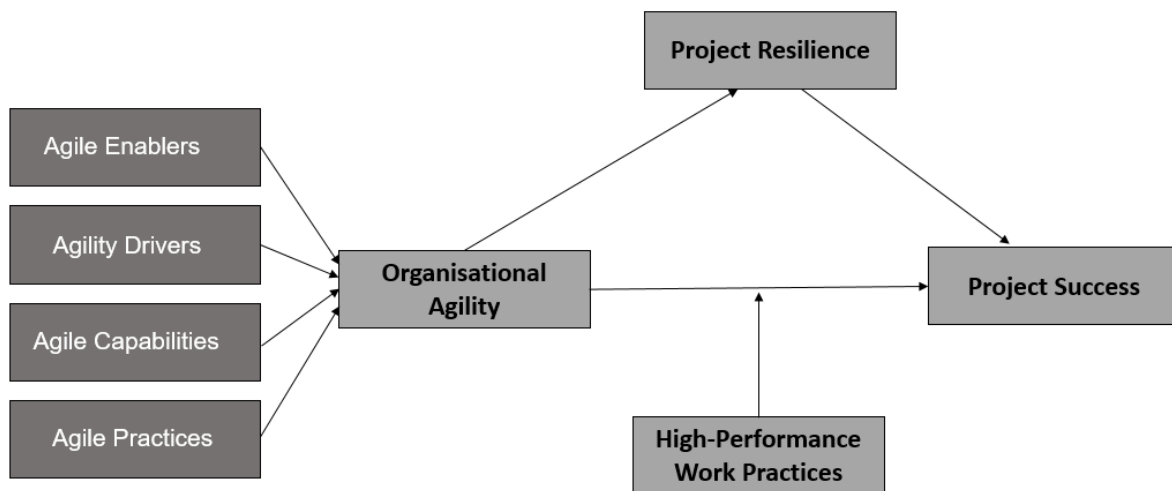 Project Resilience
Agile Enablers
Agility Drivers
Agile Capabilities
Agile Practices
Organisational
Agility
Project Success
High-Performance
Work Practices